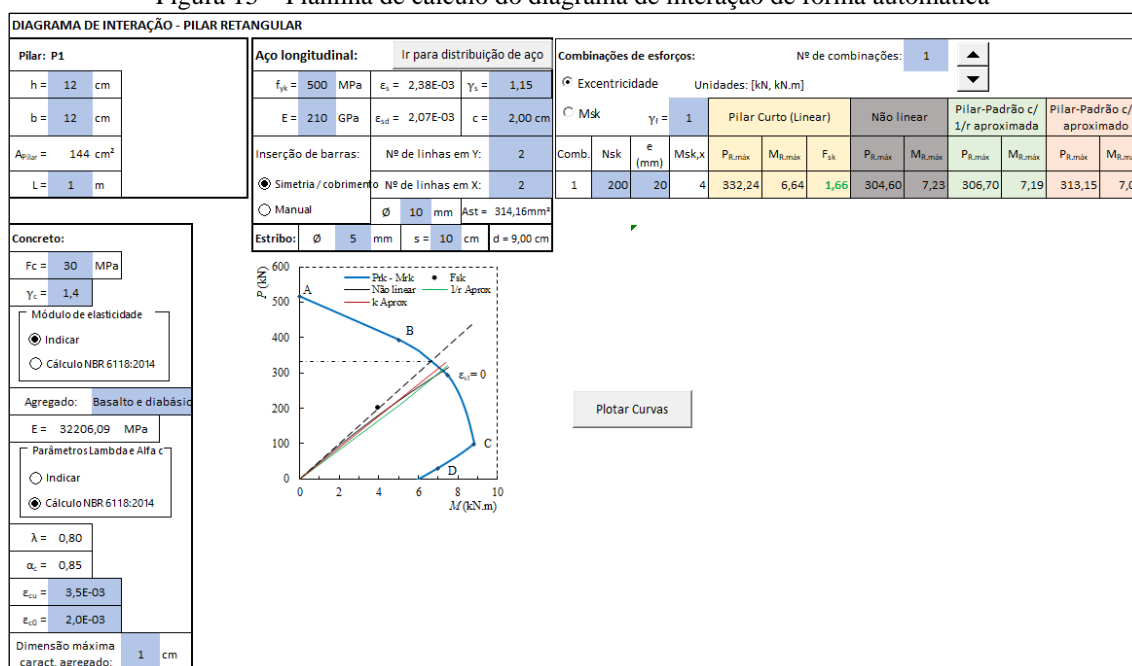 Figura 13 – Planilha de cálculo do diagrama de interação de forma automática
DIAGRAMA DE INTERAÇÃO - PILAR RETANGULAR
Pilar: P1
h = 12 cm
b = 12 cm
APilar = 144 cm²
L = 1 m
Aço longitudinal: Ir para distribuição de aço
fyk = 500 MPa εs = 2,38E-03 γs = 1,15
E = 210 GPa εsd = 2,07E-03 c = 2,00 cm
Inserção de barras: Nº de linhas em Y: 2
Simetria / cobrimento Nº de linhas em X: 2
Manual Ø 10 mm Ast = 314,16mm²
Estribo: Ø 5 mm s = 10 cm d = 9,00 cm
Combinações de esforços: Nº de combinações: 1
Excentricidade Unidades: [kN, kN.m]
Msk γf = 1 Pilar Curto (Linear) Não linear Pilar-Padrão c/ 1/r aproximada Pilar-Padrão c/ aproximado
Comb. Nsk e (mm) Msk,x PR.máx MR.máx Fsk PR.máx MR.máx PR.máx MR.máx PR.máx
1 200 20 4 332,24 6,64 1,66 304,60 7,23 306,70 7,19 313,15
Concreto:
Fc = 30 MPa
γc = 1,4
Módulo de elasticidade
Indicar
Cálculo NBR 6118:2014
Agregado: Basalto e diabásio
E = 32206,09 MPa
Parâmetros Lambda e Alfa c
Indicar
Cálculo NBR 6118:2014
λ = 0,80
αc = 0,85
εcu = 3,5E-03
εc0 = 2,0E-03
Dimensão máxima
caract. agregado: 1 cm
P (kN)
600
500
400
300
200
100
0
Prk - Mrk Fsk
Não linear 1/r Aprox
k Aprox
A
B
εs1= 0
C
D
0 2 4 6 8 10
M (kN.m)
Plotar Curvas